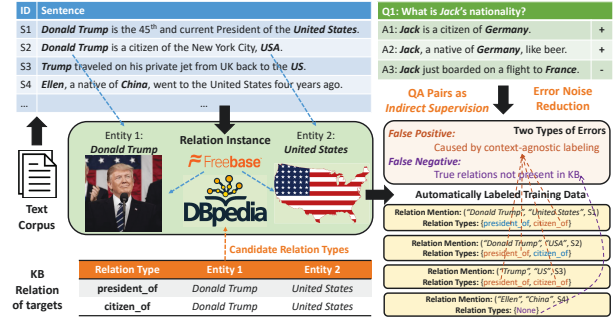 ID Sentence
S1 Donald Trump is the 45th and current President of the United States.
S2 Donald Trump is a citizen of the New York City, USA.
S3 Trump traveled on his private jet from UK back to the US.
S4 Ellen, a native of China, went to the United States four years ago.
... ...
Q1: What is Jack's nationality?
A1: Jack is a citizen of Germany. +
A2: Jack, a native of Germany, like beer. +
A3: Jack just boarded on a flight to France. -
QA Pairs as
Indirect Supervision
Error Noise
Reduction
Text
Corpus
Entity 1:
Donald Trump
Relation Instance
Freebase
DBpedia
Entity 2:
United States
Candidate Relation Types
KB
Relation
of targets
Relation Type Entity 1 Entity 2
president_of Donald Trump United States
citizen_of Donald Trump United States
False Positive: Two Types of Errors
Caused by context-agnostic labeling
False Negative:
True relations not present in KB
Automatically Labeled Training Data
Relation Mention: ("Donald Trump", "United States", S1)
Relation Types: {president_of, citizen_of}
Relation Mention: ("Donald Trump", "USA", S2)
Relation Types: {president_of, citizen_of}
Relation Mention: ("Trump", "US", S3)
Relation Types: {president_of, citizen_of}
Relation Mention: ("Ellen", "China", S4)
Relation Types: {None}